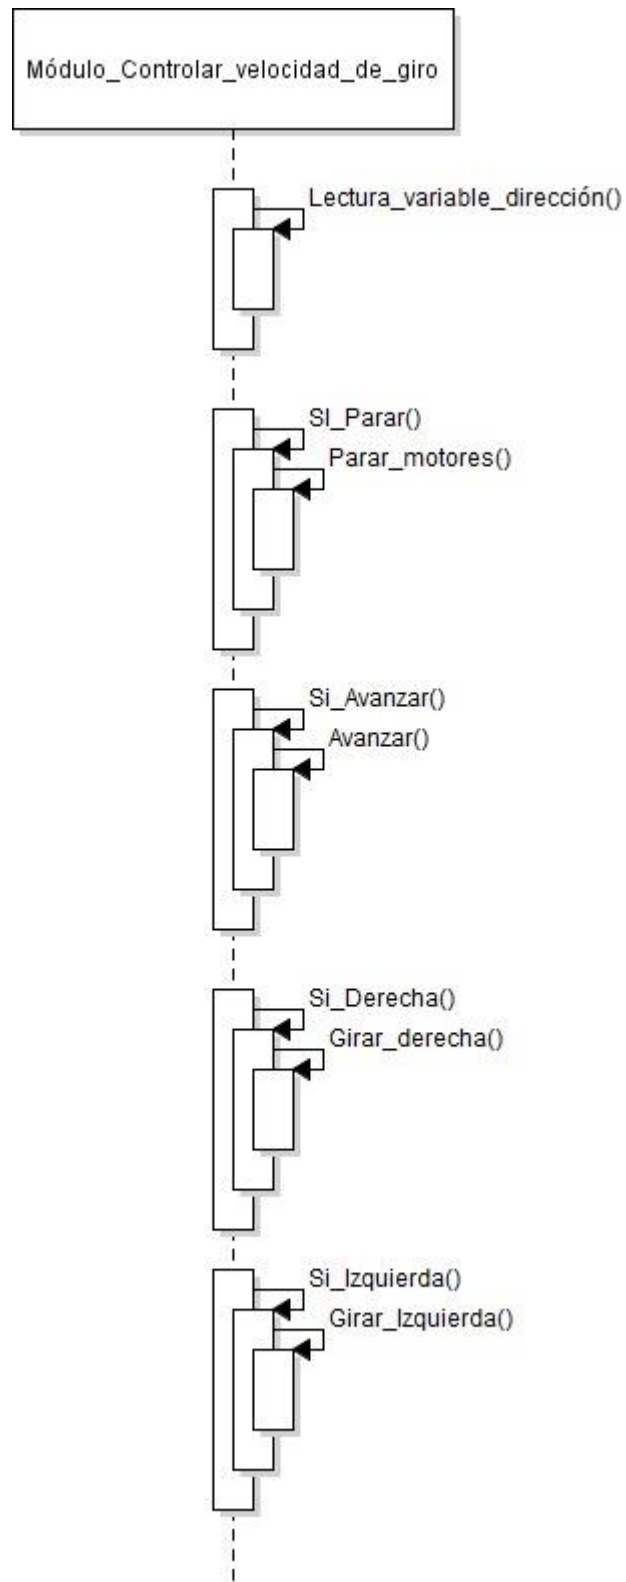 Módulo_Controlar_velocidad_de_giro
Lectura_variable_dirección()
SI_Parar()
Parar_motores()
Si_Avanzar()
Avanzar()
Si_Derecha()
Girar_derecha()
Si_Izquierda()
Girar_Izquierda()